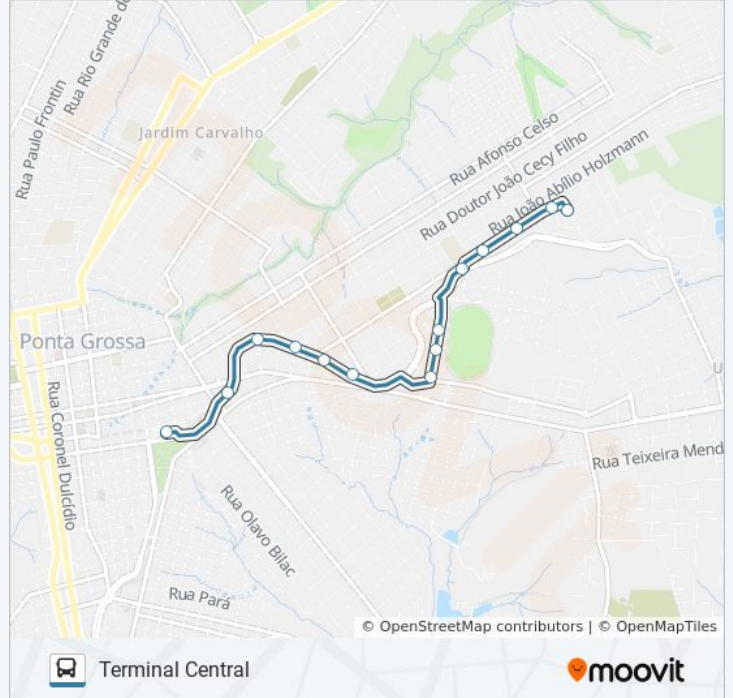 Rua Rio Grande do
Rua Paulo Frontin
Jardim Carvalho
Rua Afonso Celso
Rua Doutor João Cecy Filho
Rua João Abílio Holzmann
Ponta Grossa
Rua Coronel Dulcídio
U
Rua Teixeira Mend
Rua Olavo Bilac
Rua Pará
© OpenStreetMap contributors | © OpenMapTiles
Terminal Central
moovit